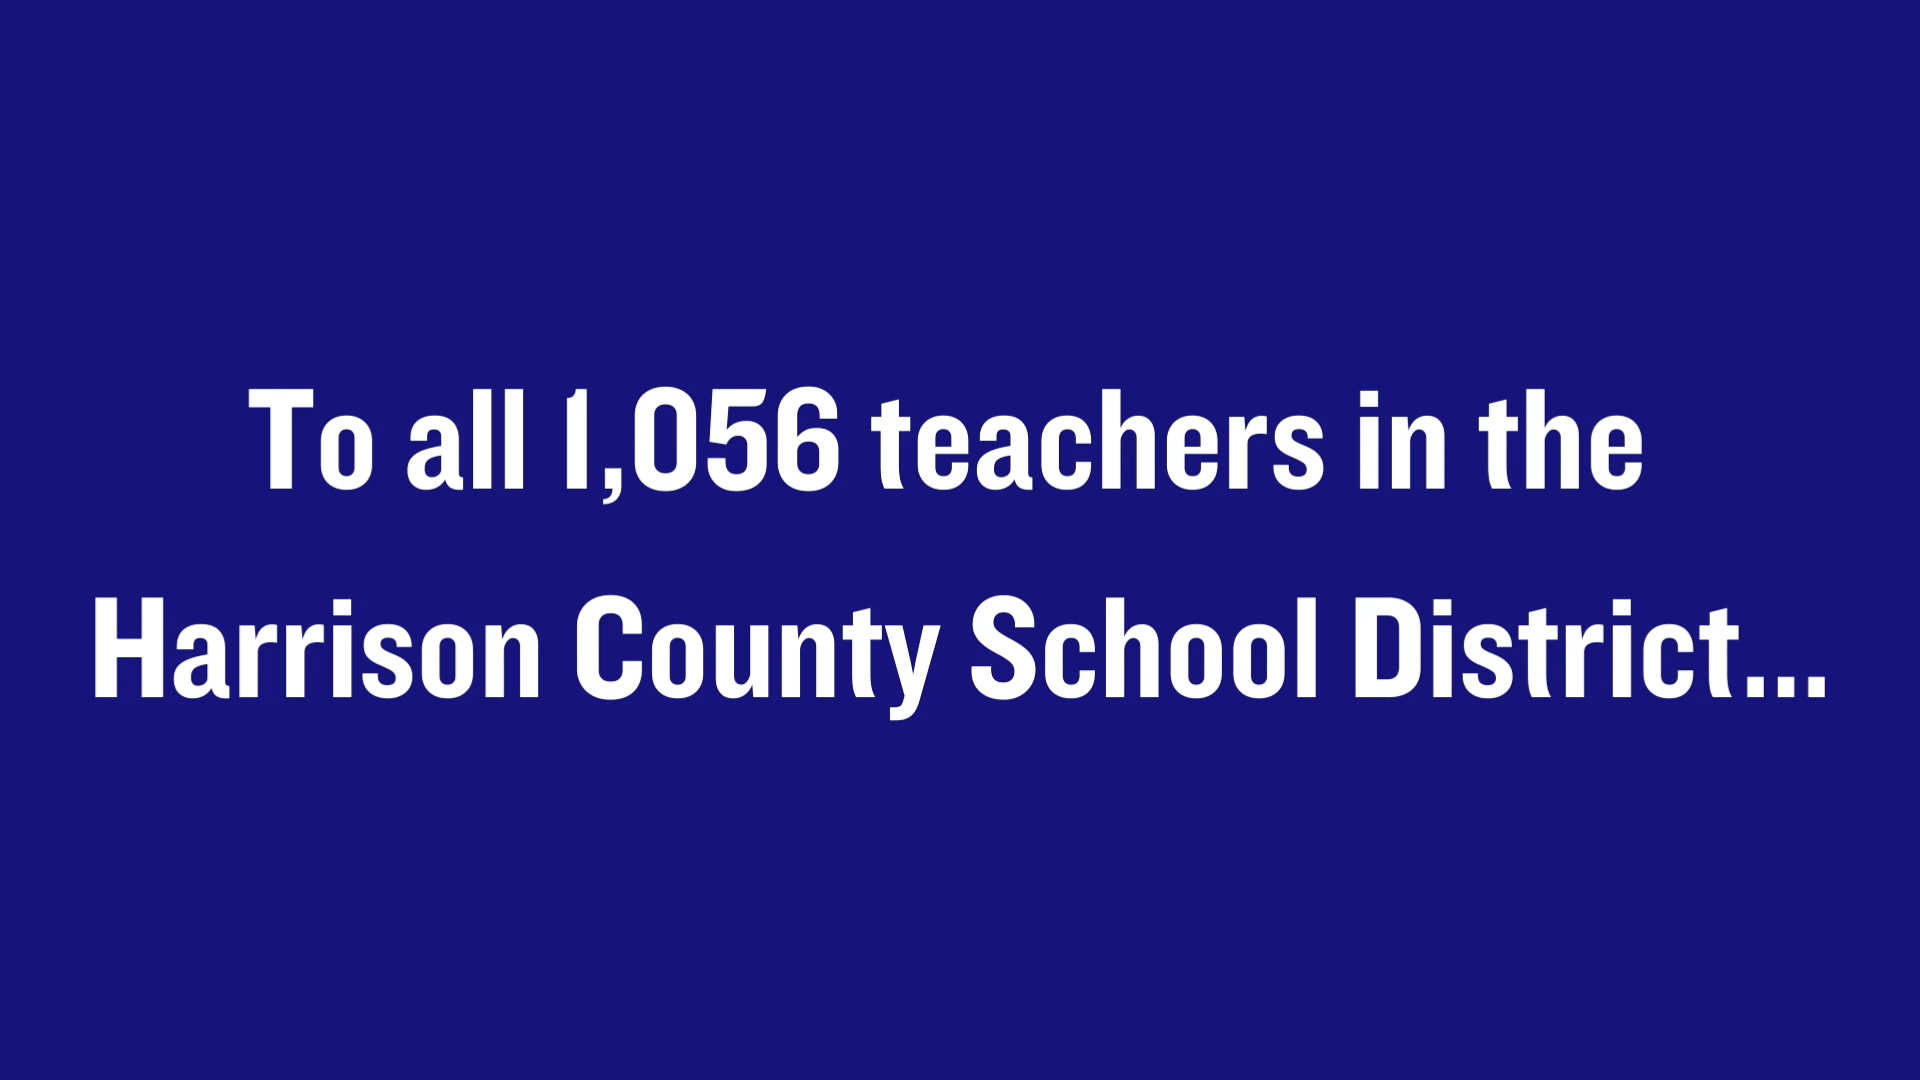 To all 1,056 teachers in the
Harrison County School District...